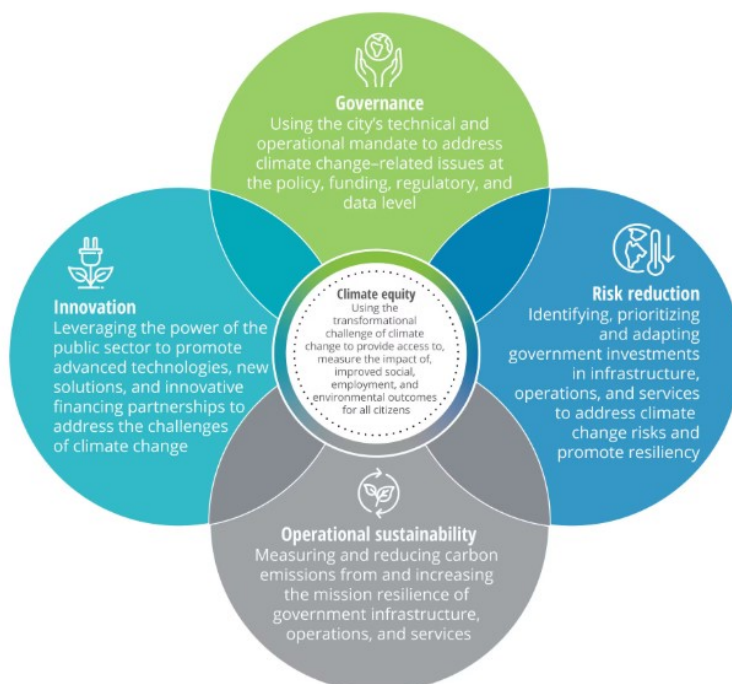 Governance
Using the city's technical and
operational mandate to address
climate change–related issues at
the policy, funding, regulatory, and
data level
Innovation
Leveraging the power of the
public sector to promote
advanced technologies, new
solutions, and innovative
financing partnerships to
address the challenges
of climate change
Climate equity
Using the
transformational
challenge of climate
change to provide access to,
measure the impact of,
improved social,
employment, and
environmental outcomes
for all citizens
Risk reduction
Identifying, prioritizing
and adapting
government investments
in infrastructure,
operations, and services
to address climate
change risks and
promote resiliency
Operational sustainability
Measuring and reducing carbon
emissions from and increasing
the mission resilience of
government infrastructure,
operations, and services